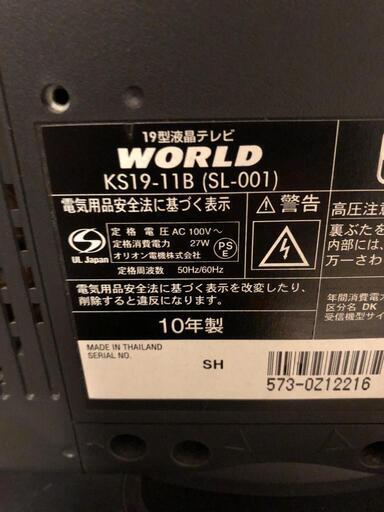 19型液晶テレビ
WORLD
KS19-11B (SL-001)
電気用品安全法に基づく表示
定格電圧 AC 100V～
定格消費電力 27W
オリオン電機株式会社
定格周波数 50Hz/60Hz
UL Japan
PS
E
電気用品安全法に基づく表示を改変したり、
削除すると違反になります。
10年製
MADE IN THAILAND
SERIAL NO.
SH
573-0Z12216
警告
高圧注
裏ぶたを
内部には、
万一さわ
年間消費電
区分名 DK
受信機型サイ